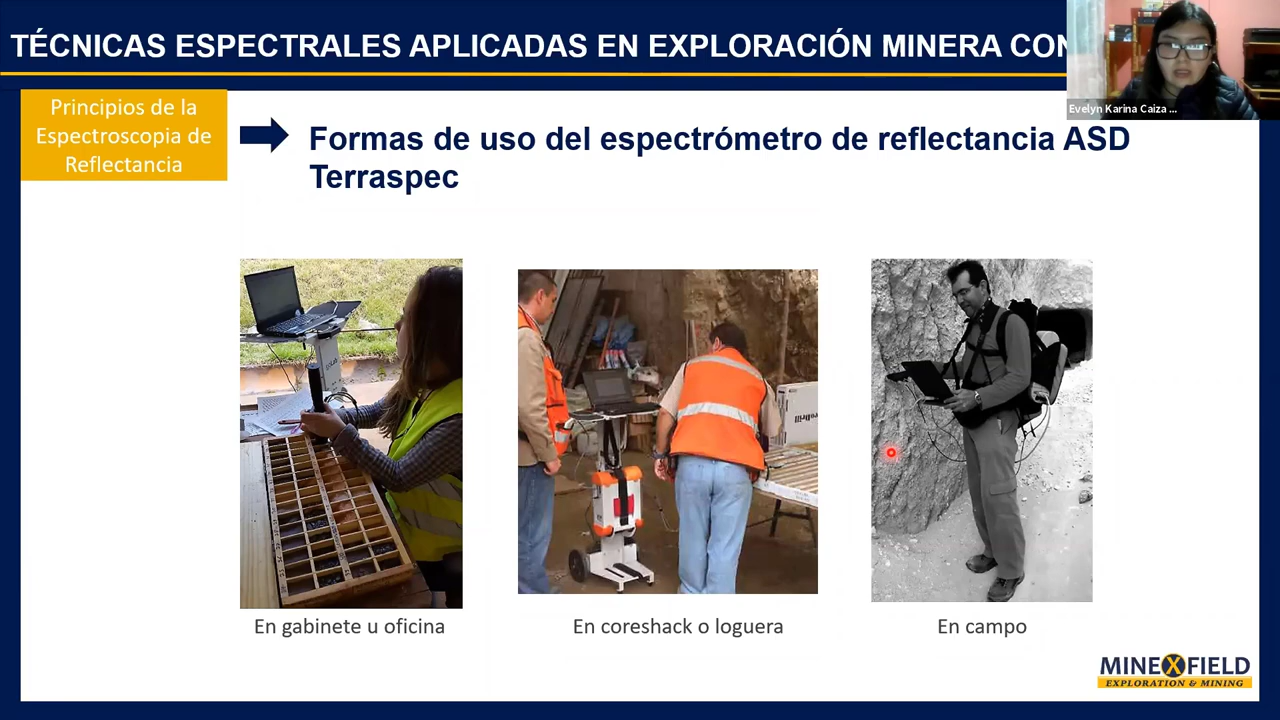 TÉCNICAS ESPECTRALES APLICADAS EN EXPLORACIÓN MINERA CON
Evelyn Karina Caiza ...
Principios de la
Espectroscopia de
Reflectancia
Formas de uso del espectrómetro de reflectancia ASD
Terraspec
En gabinete u oficina
En coreshack o loguera
En campo
MINEXFIELD
EXPLORATION & MINING